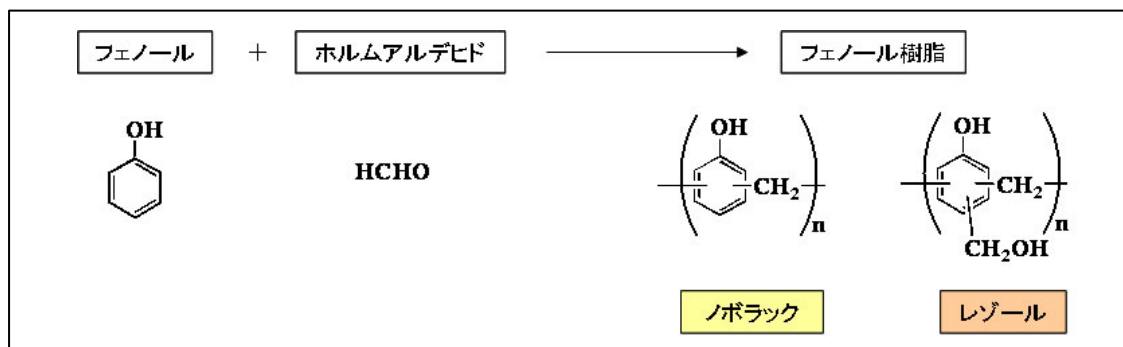 フェノール + ホルムアルデヒド フェノール樹脂
OH
HCHO
OH
CH2
n
OH
CH2
n
CH2OH
ノボラック レゾール